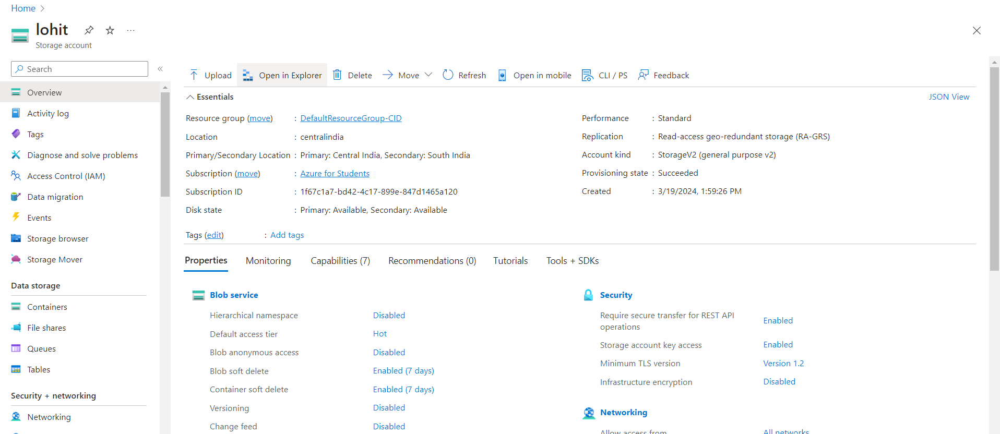 Home
lohit
Storage account
Search
Overview
Activity log
Tags
Diagnose and solve problems
Access Control (IAM)
Data migration
Events
Storage browser
Storage Mover
Data storage
Containers
File shares
Queues
Tables
Security + networking
Networking
Upload Open in Explorer Delete Move Refresh Open in mobile CLI / PS Feedback
Essentials JSON View
Resource group (move) : DefaultResourceGroup-CID
Location : centralindia
Primary/Secondary Location : Primary: Central India, Secondary: South India
Subscription (move) : Azure for Students
Subscription ID : 1f67c1a7-bd42-4c17-899e-847d1465a120
Disk state : Primary: Available, Secondary: Available
Performance : Standard
Replication : Read-access geo-redundant storage (RA-GRS)
Account kind : StorageV2 (general purpose v2)
Provisioning state : Succeeded
Created : 3/19/2024, 1:59:26 PM
Tags (edit) : Add tags
Properties Monitoring Capabilities (7) Recommendations (0) Tutorials Tools + SDKs
Blob service
Hierarchical namespace Disabled
Default access tier Hot
Blob anonymous access Disabled
Blob soft delete Enabled (7 days)
Container soft delete Enabled (7 days)
Versioning Disabled
Change feed Disabled
Security
Require secure transfer for REST API
operations Enabled
Storage account key access Enabled
Minimum TLS version Version 1.2
Infrastructure encryption Disabled
Networking
Allow access from All networks